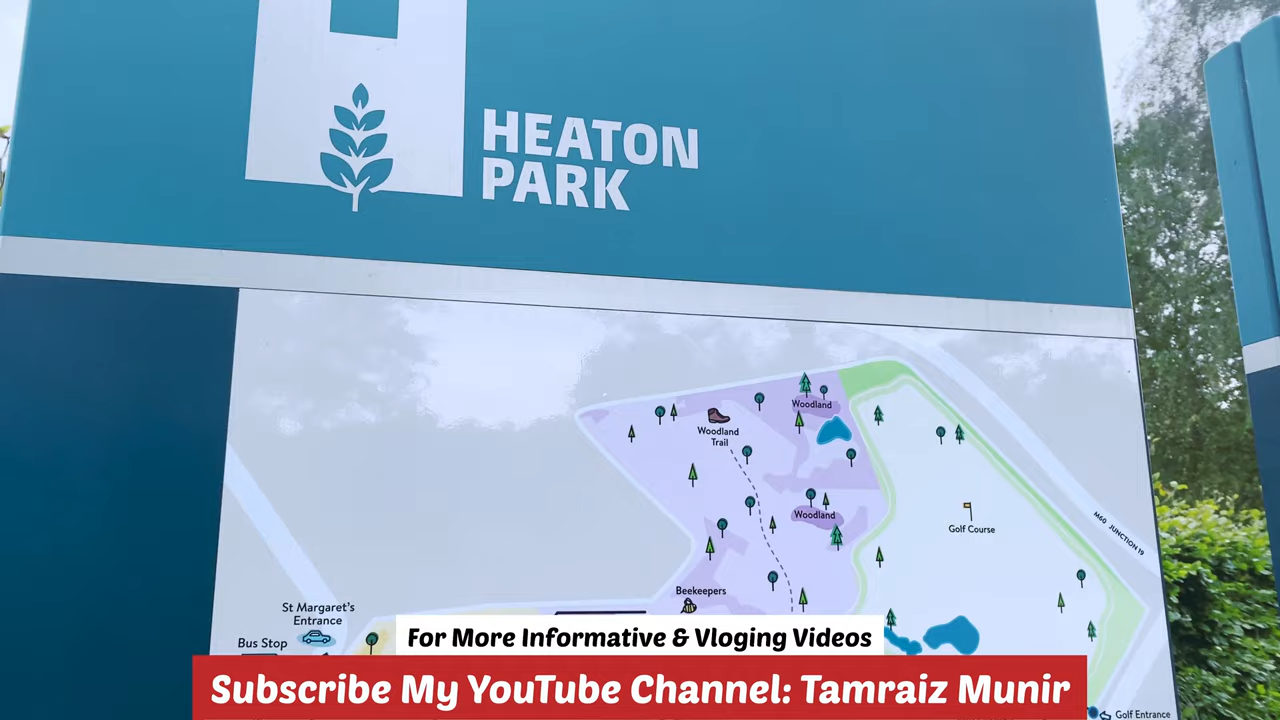 HEATON
PARK
Woodland
Woodland
Trail
Woodland
Golf Course
M60 JUNCTION 19
Beekeepers
St Margaret's
Entrance
Bus Stop
For More Informative & Vloging Videos
Subscribe My YouTube Channel: Tamraiz Munir
Golf Entrance